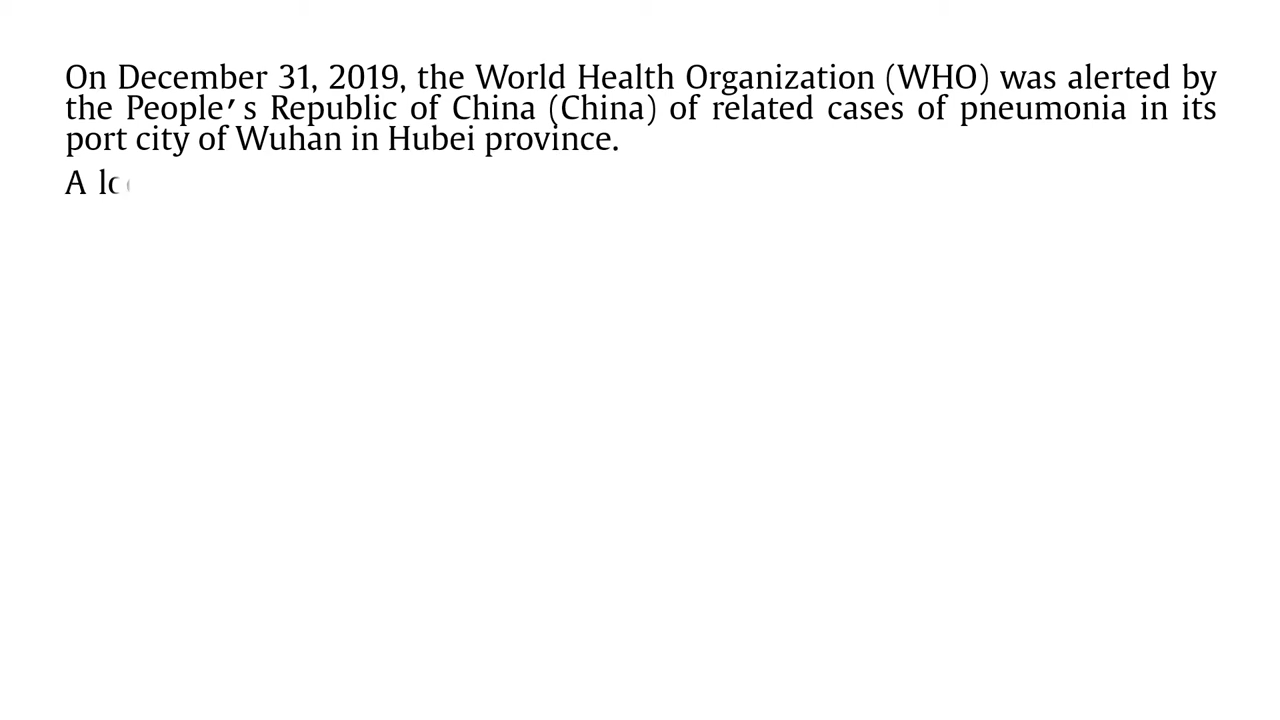 On December 31, 2019, the World Health Organization (WHO) was alerted by
the People's Republic of China (China) of related cases of pneumonia in its
port city of Wuhan in Hubei province.
A